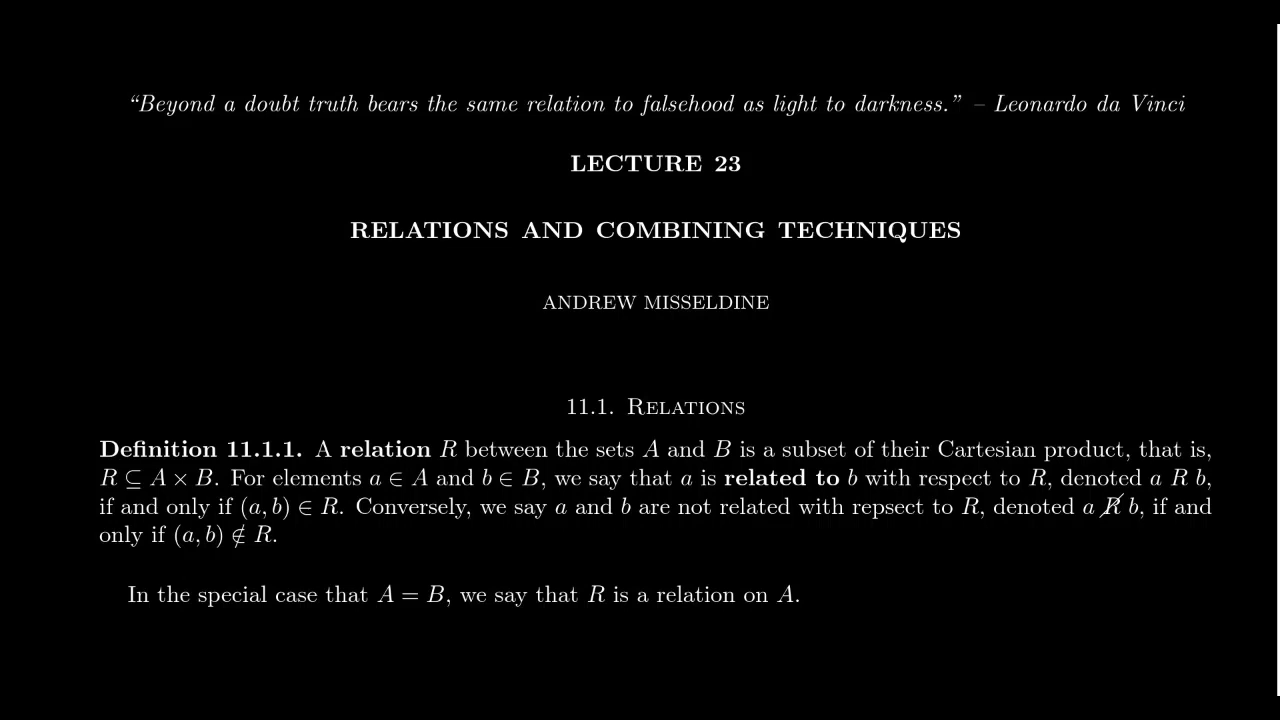 “Beyond a doubt truth bears the same relation to falsehood as light to darkness.” – Leonardo da Vinci
LECTURE 23
RELATIONS AND COMBINING TECHNIQUES
ANDREW MISSELDINE
11.1. Relations
Definition 11.1.1. A relation R between the sets A and B is a subset of their Cartesian product, that is,
R ⊆ A × B. For elements a ∈ A and b ∈ B, we say that a is related to b with respect to R, denoted a R b,
if and only if (a, b) ∈ R. Conversely, we say a and b are not related with repsect to R, denoted a R̸ b, if and
only if (a, b) ∉ R.
In the special case that A = B, we say that R is a relation on A.